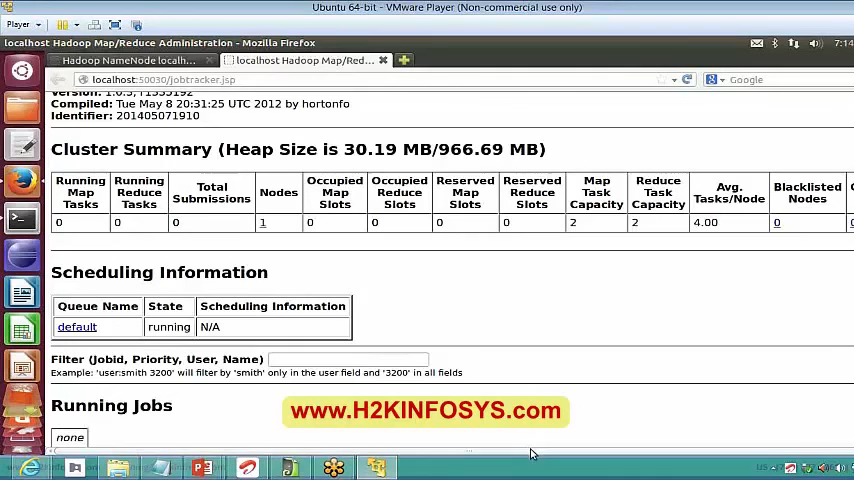 Ubuntu 64-bit - VMware Player (Non-commercial use only)
Player
localhost Hadoop Map/Reduce Administration - Mozilla Firefox
7:14
Hadoop NameNode localh...
localhost Hadoop Map/Red...
localhost:50030/jobtracker.jsp
Google
Compiled: Tue May 8 20:31:25 UTC 2012 by hortonfo
Identifier: 201405071910
Cluster Summary (Heap Size is 30.19 MB/966.69 MB)
Running Map Tasks
Running Reduce Tasks
Total Submissions
Nodes
Occupied Map Slots
Occupied Reduce Slots
Reserved Map Slots
Reserved Reduce Slots
Map Task Capacity
Reduce Task Capacity
Avg. Tasks/Node
Blacklisted Nodes
0 0 0 1 0 0 0 0 2 2 4.00 0
Scheduling Information
Queue Name State Scheduling Information
default running N/A
Filter (Jobid, Priority, User, Name)
Example: 'user:smith 3200' will filter by 'smith' only in the user field and '3200' in all fields
Running Jobs
www.H2KINFOSYS.com
none